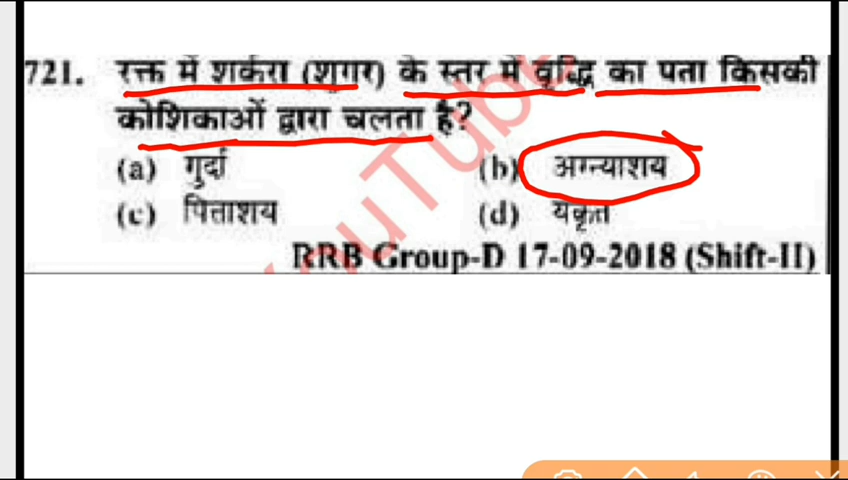 721. रक्त में शर्करा (शुगर) के स्तर में वृद्धि का पता किसकी
कोशिकाओं द्वारा चलता है?
(a) गुर्दा (b) अग्न्याशय
(c) पित्ताशय (d) यकृत
RRB Group-D 17-09-2018 (Shift-II)
YouTube